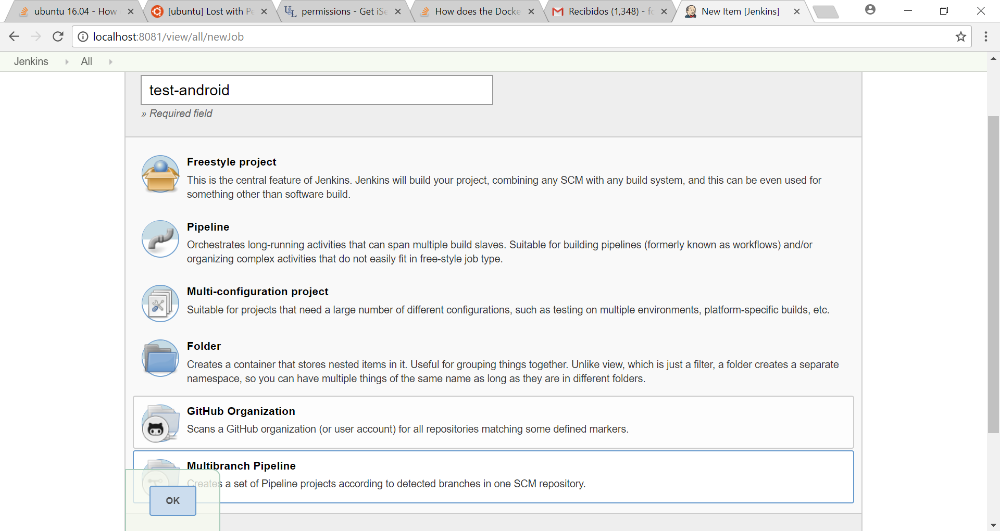 ubuntu 16.04 - How
[ubuntu] Lost with Pe
permissions - Get iSe
How does the Docke
Recibidos (1,348) - fo
New Item [Jenkins]
localhost:8081/view/all/newJob
Jenkins
All
test-android
» Required field
Freestyle project
This is the central feature of Jenkins. Jenkins will build your project, combining any SCM with any build system, and this can be even used for
something other than software build.
Pipeline
Orchestrates long-running activities that can span multiple build slaves. Suitable for building pipelines (formerly known as workflows) and/or
organizing complex activities that do not easily fit in free-style job type.
Multi-configuration project
Suitable for projects that need a large number of different configurations, such as testing on multiple environments, platform-specific builds, etc.
Folder
Creates a container that stores nested items in it. Useful for grouping things together. Unlike view, which is just a filter, a folder creates a separate
namespace, so you can have multiple things of the same name as long as they are in different folders.
GitHub Organization
Scans a GitHub organization (or user account) for all repositories matching some defined markers.
Multibranch Pipeline
Creates a set of Pipeline projects according to detected branches in one SCM repository.
OK